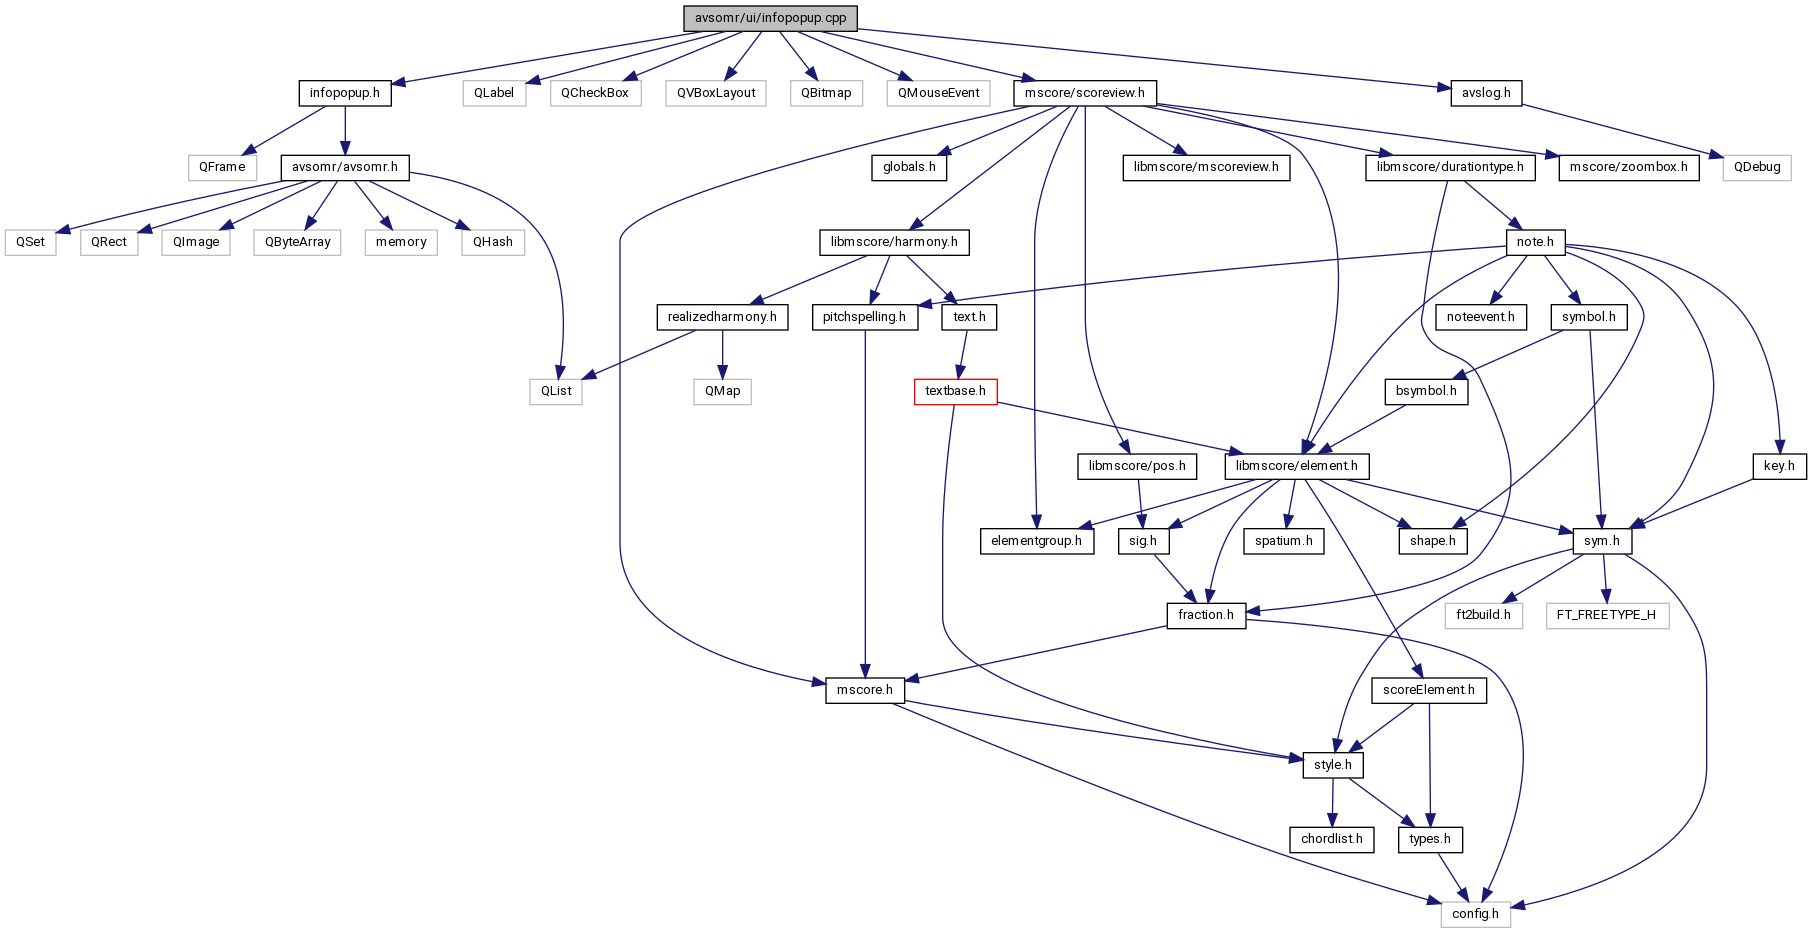 avsomr/ui/infopopup.cpp
infopopup.h
QLabel
QCheckBox
QVBoxLayout
QBitmap
QMouseEvent
mscore/scoreview.h
avslog.h
QFrame
avsomr/avsomr.h
globals.h
libmscore/mscoreview.h
libmscore/durationtype.h
mscore/zoombox.h
QDebug
QSet
QRect
QImage
QByteArray
memory
QHash
libmscore/harmony.h
note.h
realizedharmony.h
pitchspelling.h
text.h
noteevent.h
symbol.h
QList
QMap
textbase.h
bsymbol.h
libmscore/pos.h
libmscore/element.h
key.h
elementgroup.h
sig.h
spatium.h
shape.h
sym.h
fraction.h
ft2build.h
FT_FREETYPE_H
mscore.h
scoreElement.h
style.h
chordlist.h
types.h
config.h